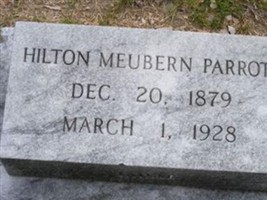 HILTON MEUBERN PARROT
DEC. 20, 1879
MARCH 1, 1928